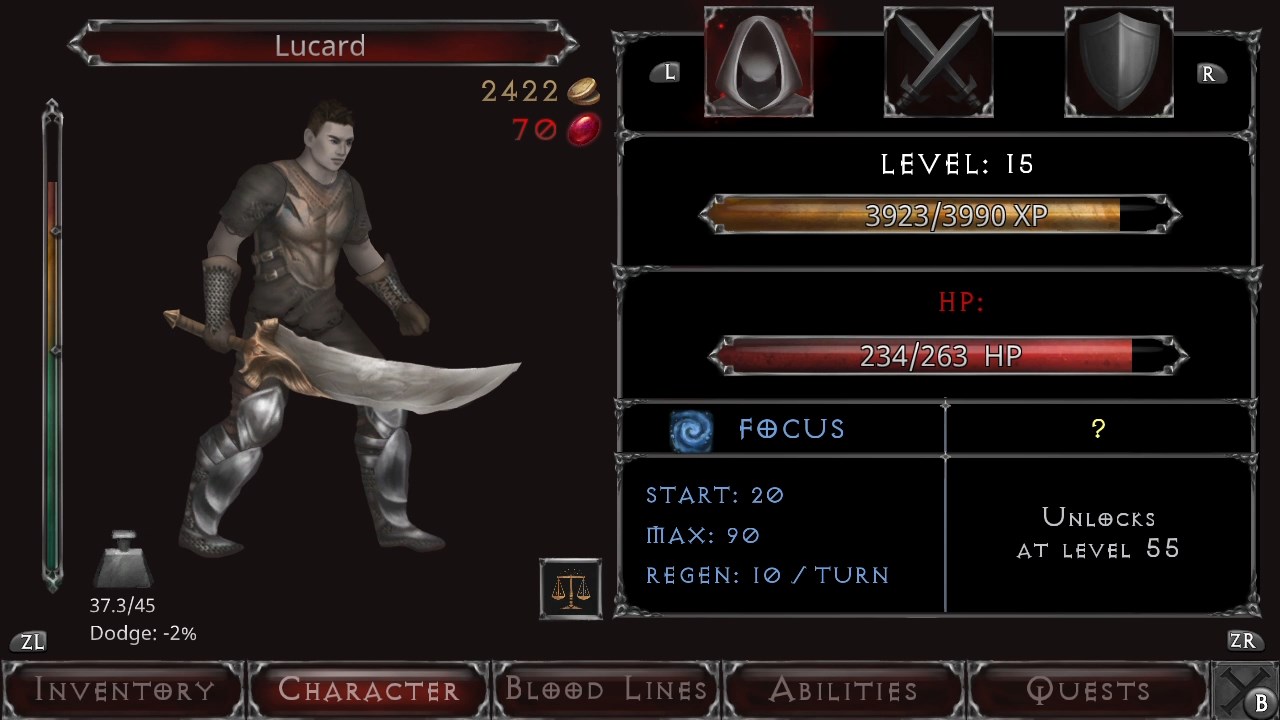 Lucard
2422
70
L
R
LEVEL: 15
3923/3990 XP
HP:
234/263 HP
FOCUS
?
START: 20
MAX: 90
REGEN: 10 / TURN
Unlocks
at level 55
37.3/45
Dodge: -2%
ZL
ZR
Inventory
Character
Blood Lines
Abilities
Quests
B